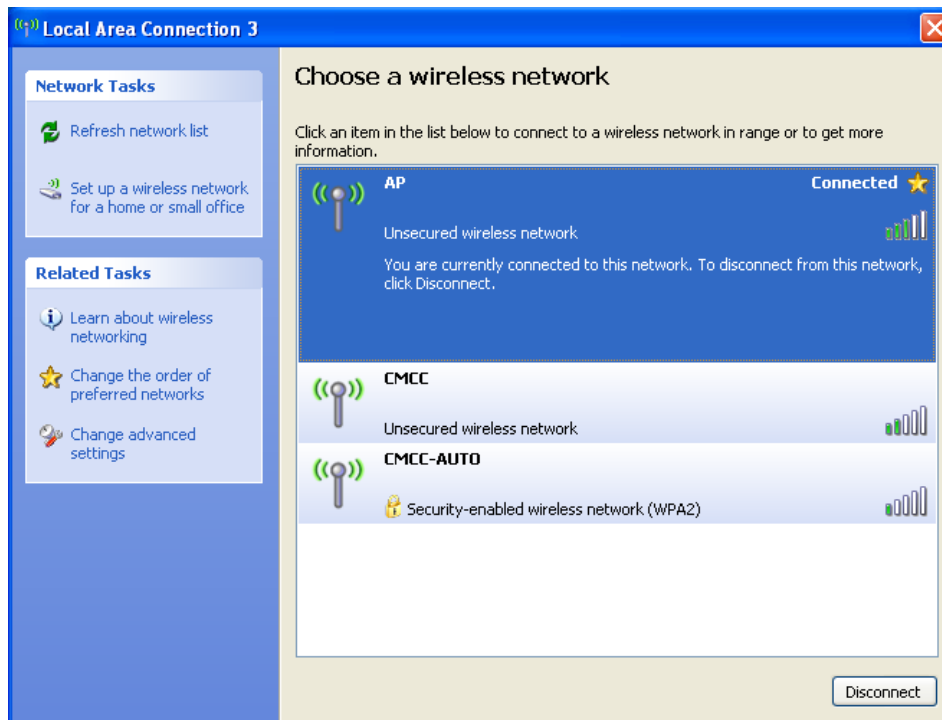 Local Area Connection 3
Network Tasks
Refresh network list
Set up a wireless network
for a home or small office
Related Tasks
Learn about wireless
networking
Change the order of
preferred networks
Change advanced
settings
Choose a wireless network
Click an item in the list below to connect to a wireless network in range or to get more
information.
AP Connected
Unsecured wireless network
You are currently connected to this network. To disconnect from this network,
click Disconnect.
CMCC
Unsecured wireless network
CMCC-AUTO
Security-enabled wireless network (WPA2)
Disconnect